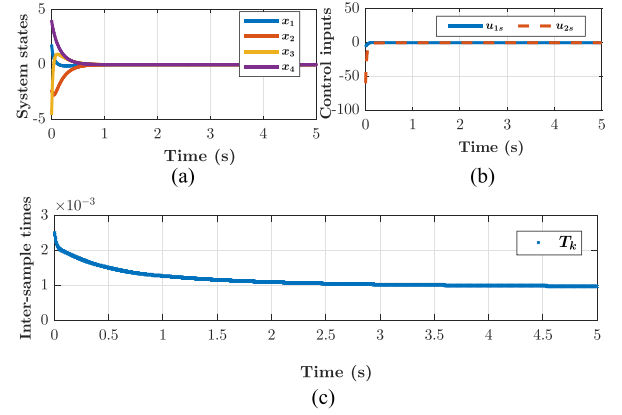 5
0
-5
System states
x₁
x₂
x₃
x₄
0 1 2 3 4 5
Time (s)
(a)
50
0
-50
-100
Control inputs
u₁ₛ u₂ₛ
0 1 2 3 4 5
Time (s)
(b)
×10⁻³
3
2
1
0
Inter-sample times
Tₖ
0 0.5 1 1.5 2 2.5 3 3.5 4 4.5 5
Time (s)
(c)